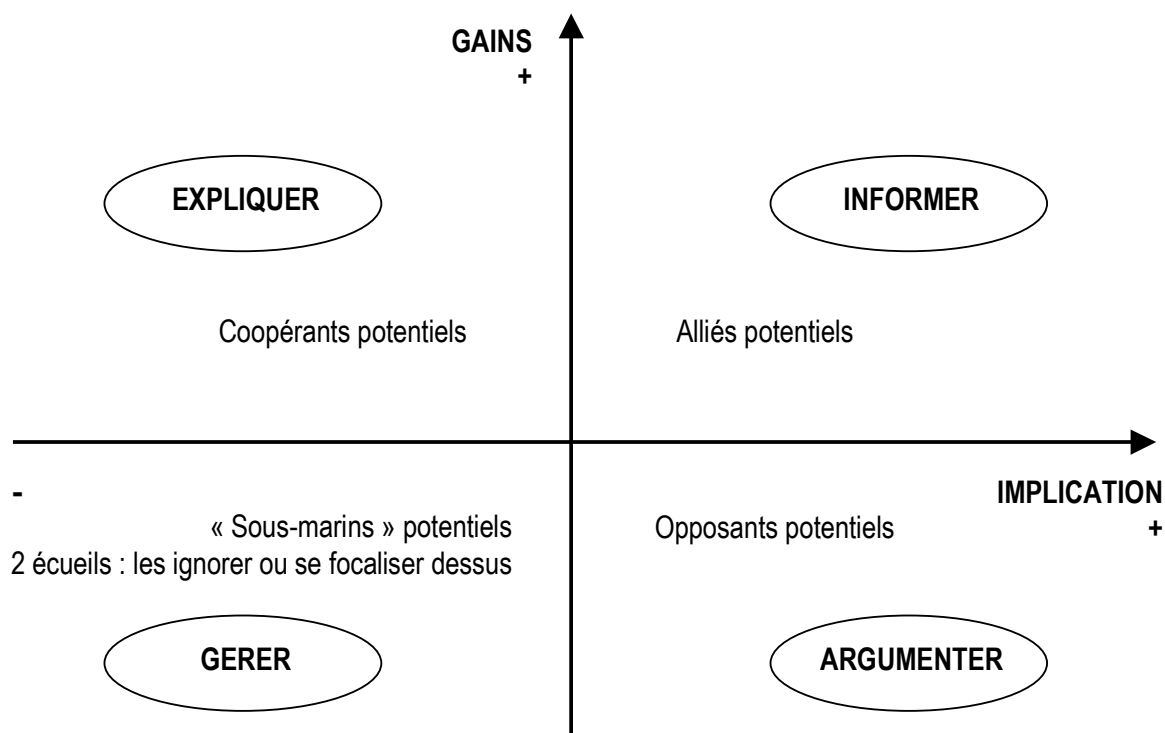 GAINS
+
EXPLIQUER
INFORMER
Coopérants potentiels
Alliés potentiels
-
IMPLICATION
+
« Sous-marins » potentiels
2 écueils : les ignorer ou se focaliser dessus
Opposants potentiels
GERER
ARGUMENTER